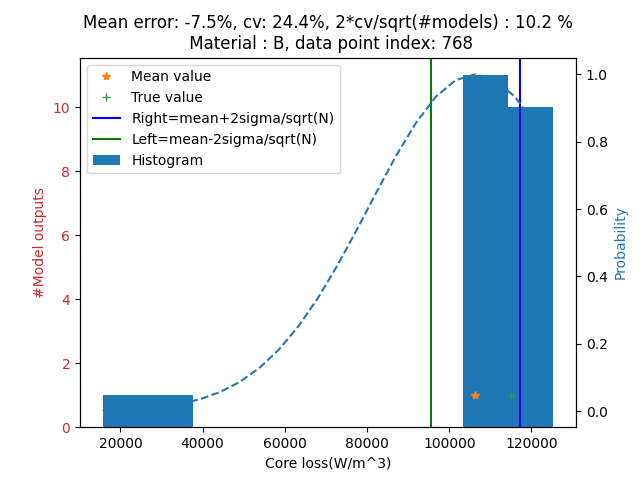 Mean error: -7.5%, cv: 24.4%, 2*cv/sqrt(#models) : 10.2 %
Material : B, data point index: 768
Mean value
True value
Right=mean+2sigma/sqrt(N)
Left=mean-2sigma/sqrt(N)
Histogram
#Model outputs
10
8
6
4
2
0
1.0
0.8
0.6
0.4
0.2
0.0
Probability
20000 40000 60000 80000 100000 120000
Core loss(W/m^3)